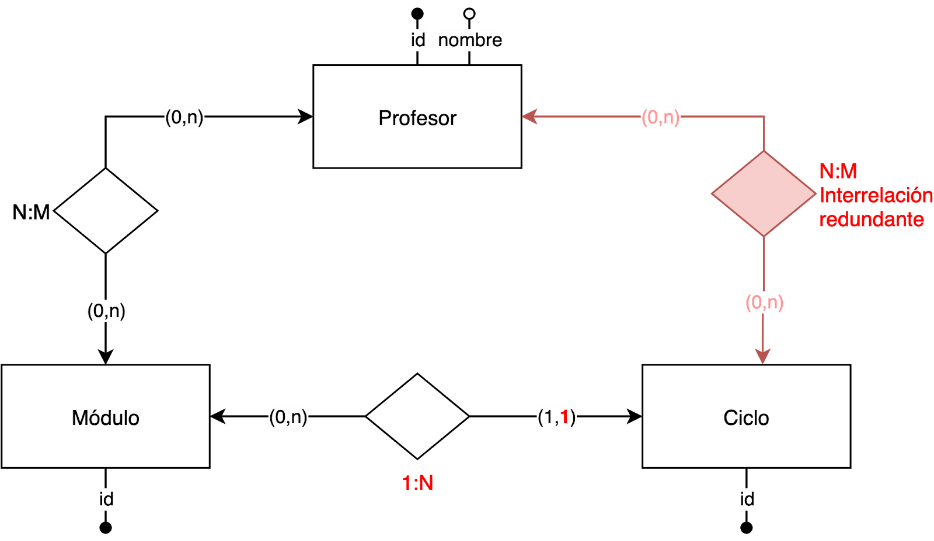 id nombre
Profesor
(0,n)
(0,n)
N:M
N:M
Interrelación
redundante
(0,n)
(0,n)
Módulo
(0,n)
(1,1)
Ciclo
1:N
id
id